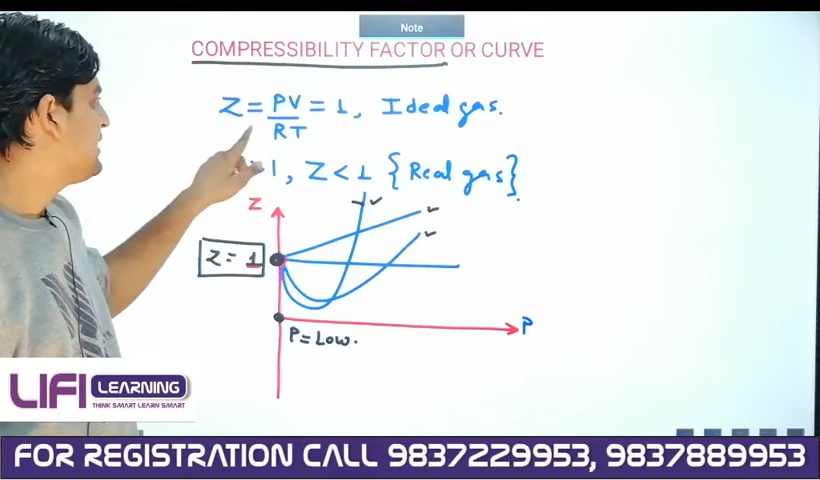 Note
COMPRESSIBILITY FACTOR OR CURVE
Z = PV/RT = 1, Ideal gas.
1, Z < 1 {Real gas}.
Z
Z = 1
P
P = Low.
LIFI LEARNING
THINK SMART LEARN SMART
FOR REGISTRATION CALL 9837229953, 9837889953